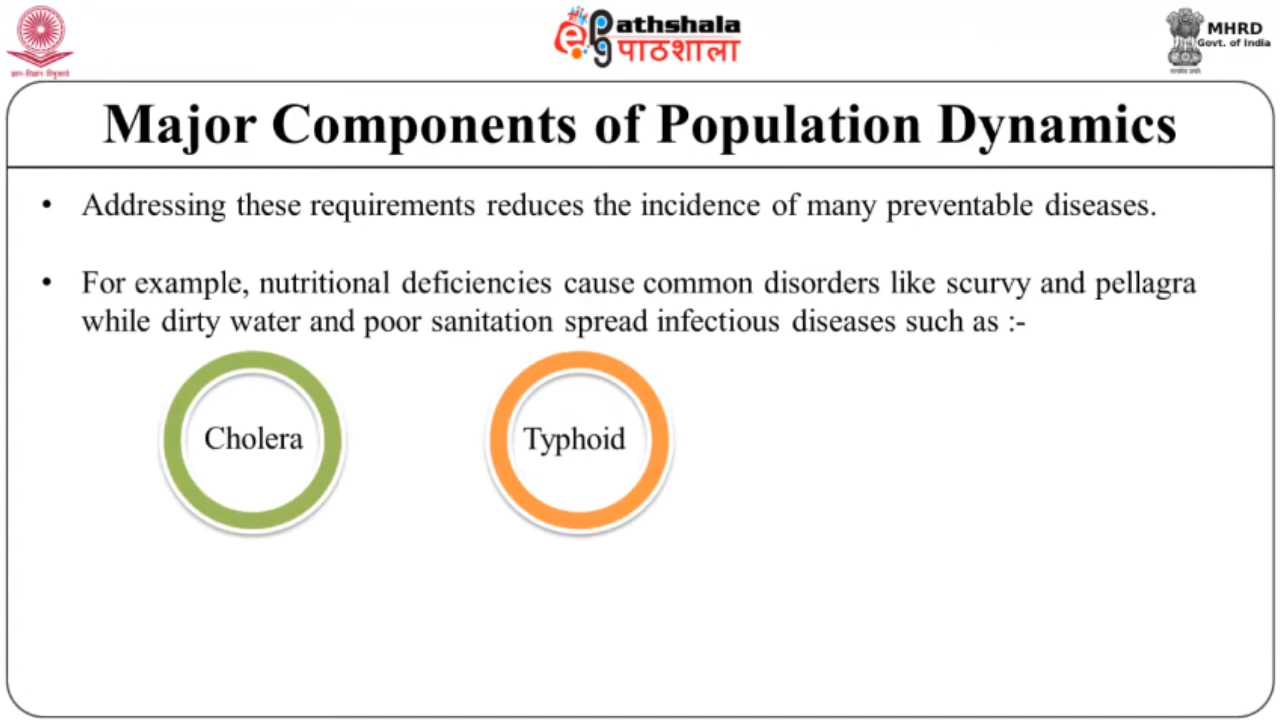 ज्ञान-विज्ञान विमुक्तये
ePathshala
पाठशाला
MHRD
Govt. of India
Major Components of Population Dynamics
• Addressing these requirements reduces the incidence of many preventable diseases.
• For example, nutritional deficiencies cause common disorders like scurvy and pellagra
while dirty water and poor sanitation spread infectious diseases such as :-
Cholera
Typhoid